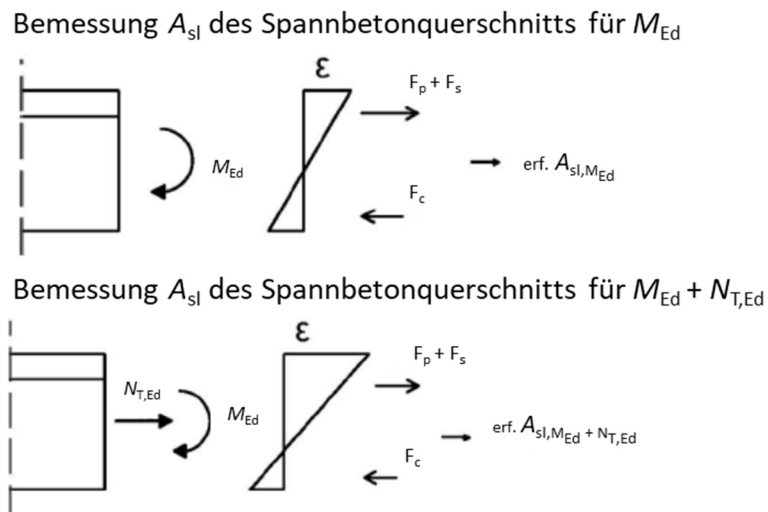 Bemessung Asl des Spannbetonquerschnitts für MEd
ε
Fp + Fs
MEd
erf. Asl,MEd
Fc
Bemessung Asl des Spannbetonquerschnitts für MEd + NT,Ed
ε
Fp + Fs
NT,Ed
MEd
erf. Asl,MEd + NT,Ed
Fc